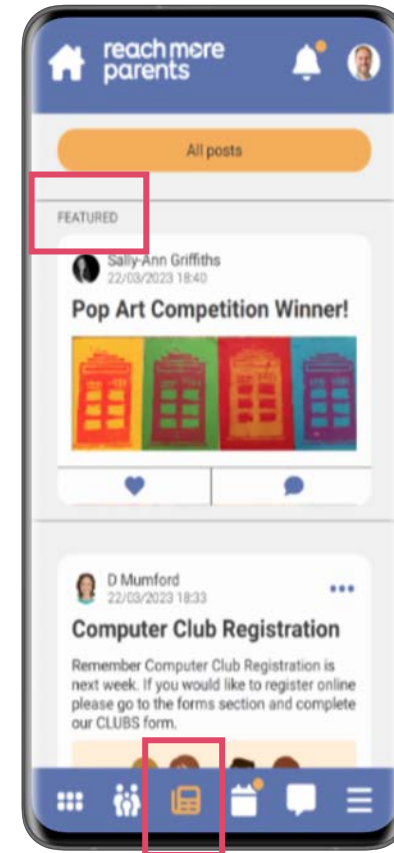 reach more
parents
All posts
FEATURED
Sally-Ann Griffiths
22/03/2023 18:40
Pop Art Competition Winner!
D Mumford
22/03/2023 18:33
Computer Club Registration
Remember Computer Club Registration is
next week. If you would like to register online
please go to the forms section and complete
our CLUBS form.